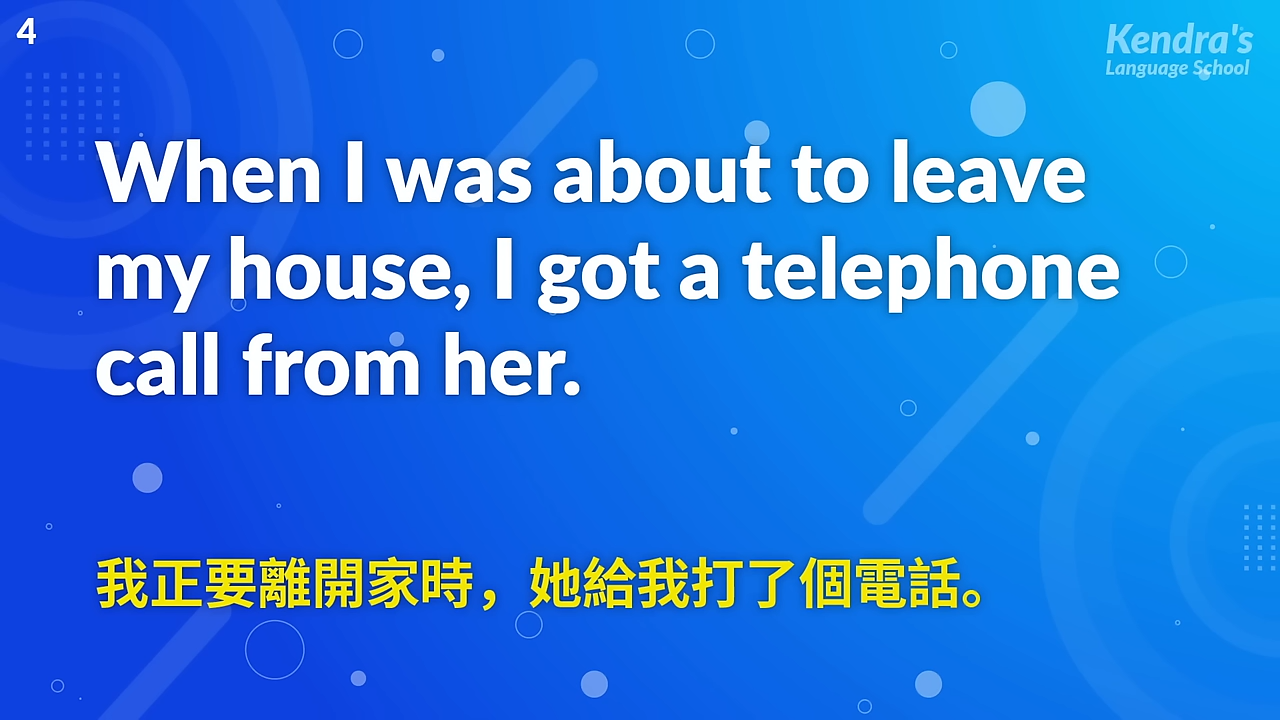 4
Kendra's
Language School
When I was about to leave
my house, I got a telephone
call from her.
我正要離開家時，她給我打了個電話。